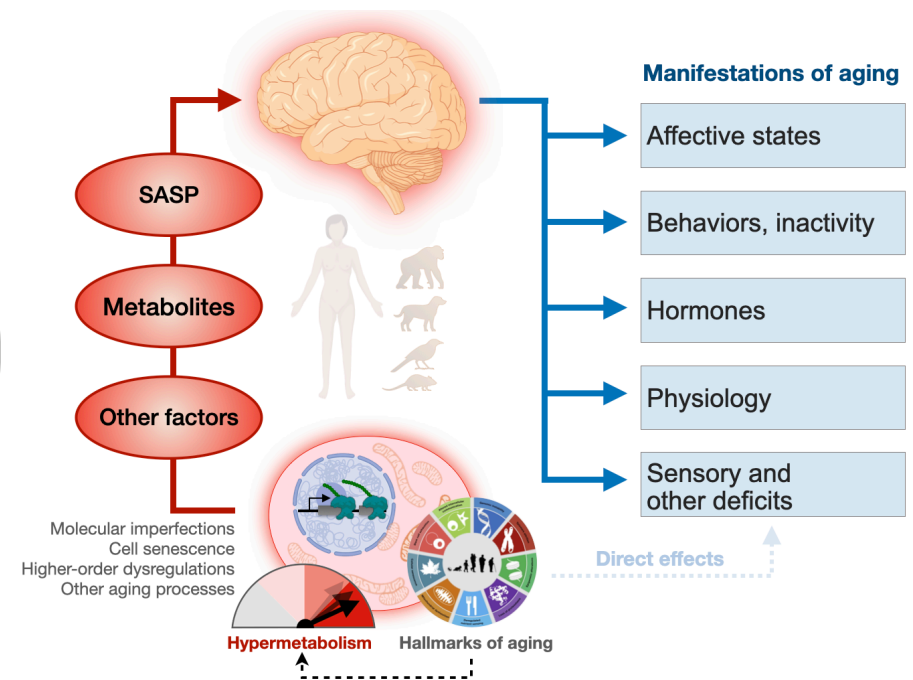 Manifestations of aging
SASP
Metabolites
Other factors
Affective states
Behaviors, inactivity
Hormones
Physiology
Sensory and
other deficits
Molecular imperfections
Cell senescence
Higher-order dysregulations
Other aging processes
Direct effects
Hypermetabolism
Hallmarks of aging